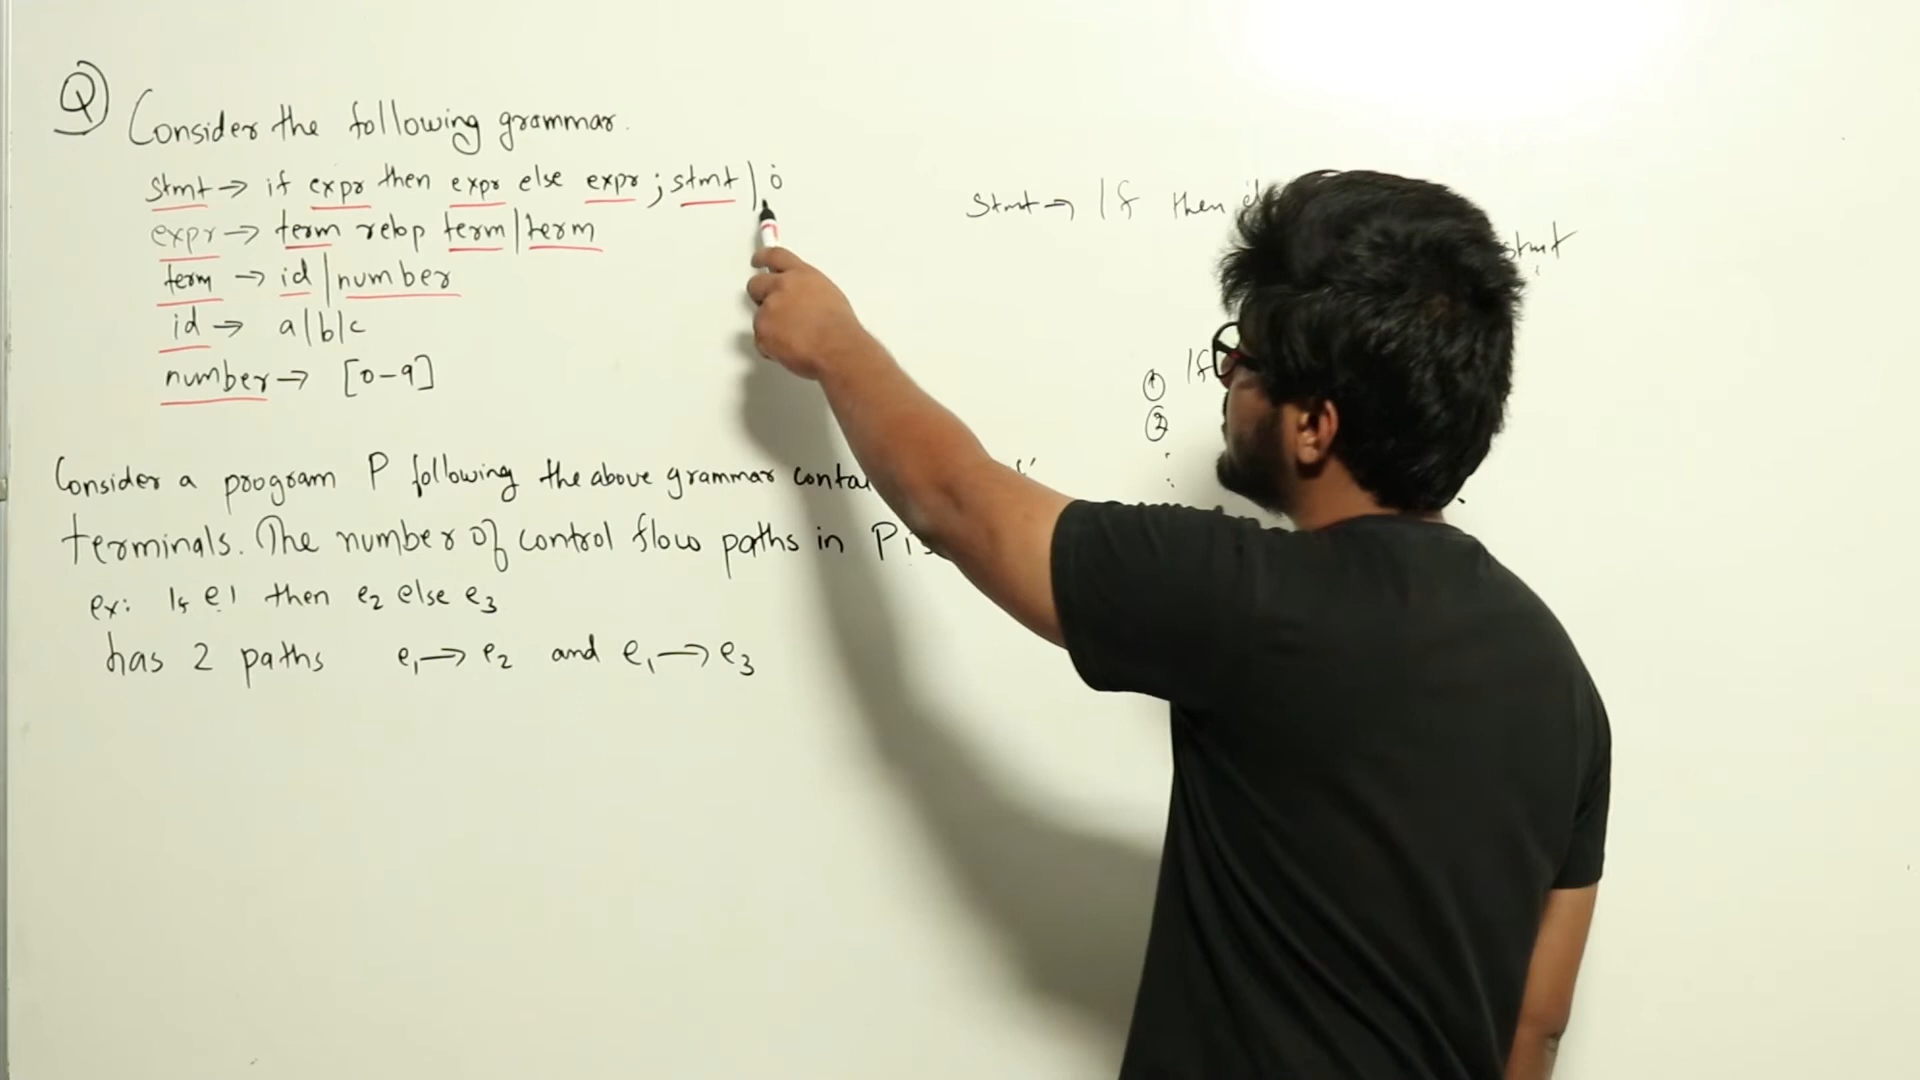 Q Consider the following grammar.
Stmt → if expr then expr else expr ; stmt | ȯ
expr → term relop term | term
term → id | number
id → a | b | c
number → [0-9]
Consider a program P following the above grammar
terminals. The number of control flow paths in P is
ex: If e1 then e2 else e3
has 2 paths e1 → e2 and e1 → e3
Stmt → If then
stmt
① If
②